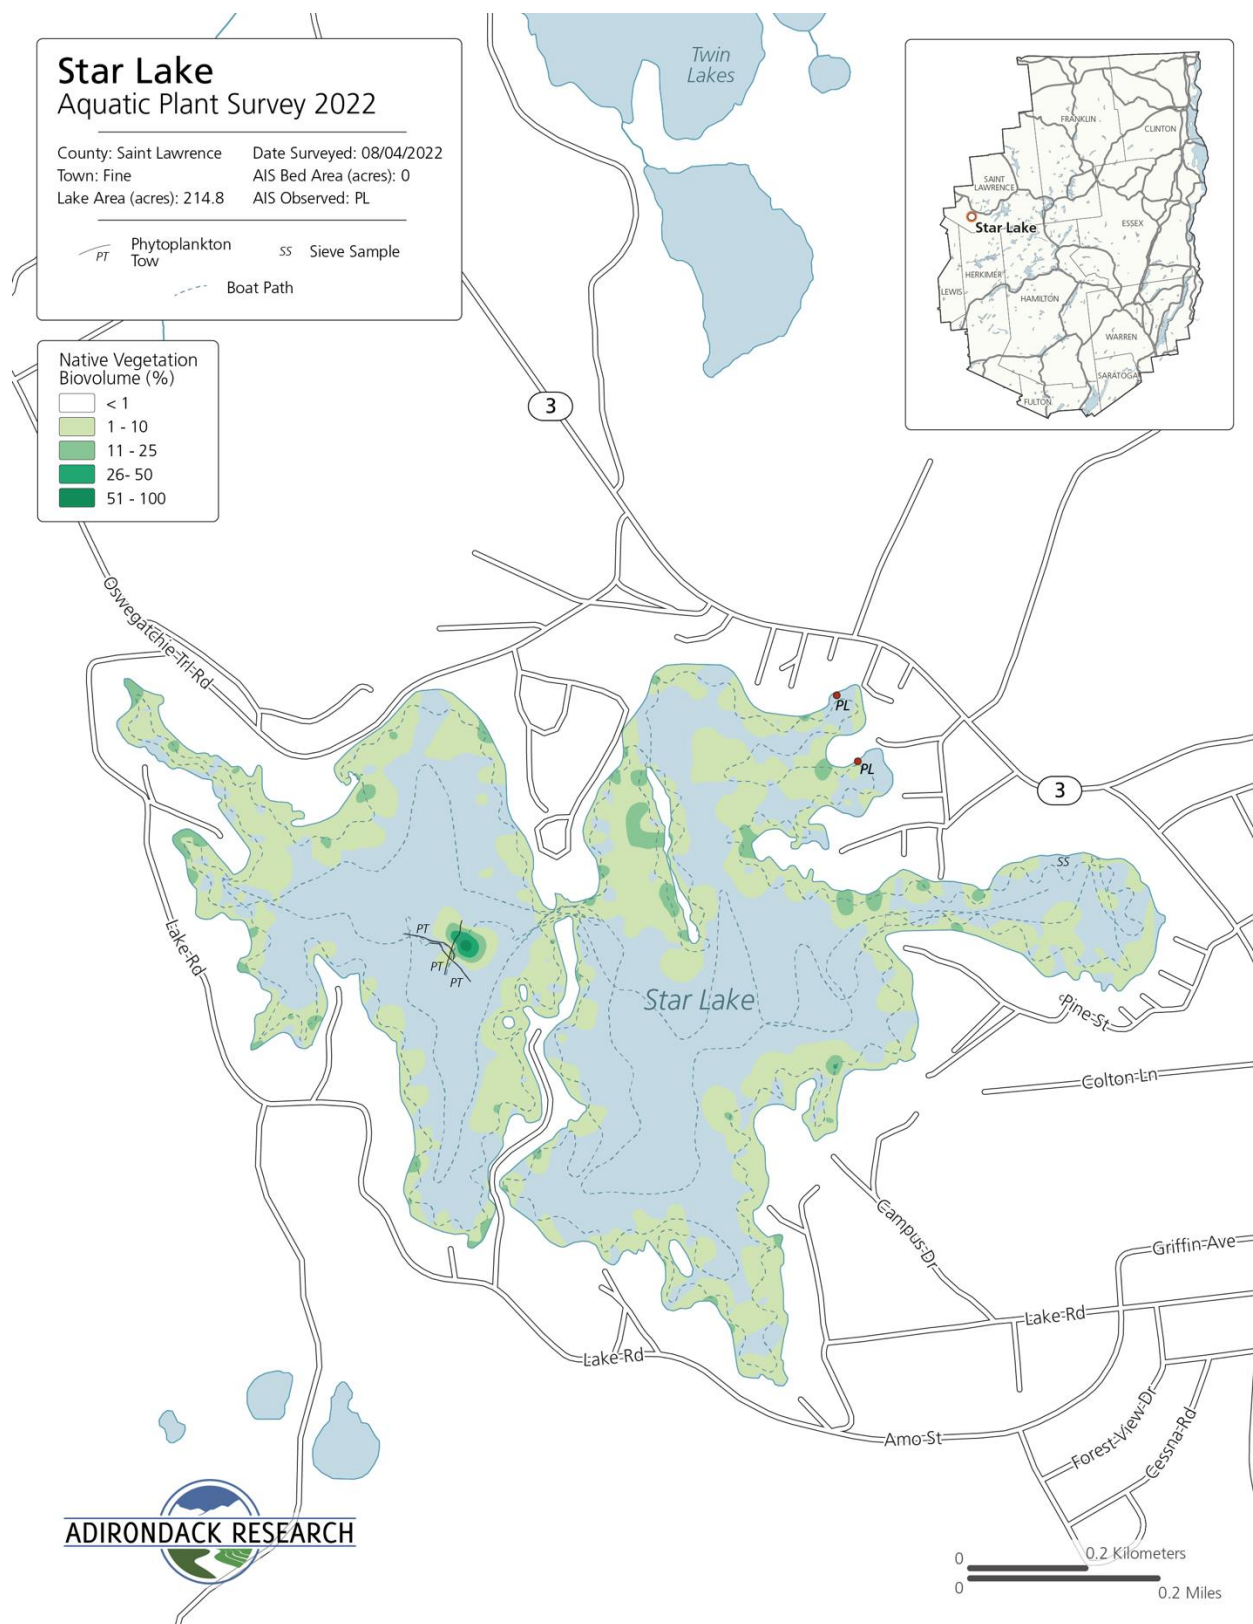 Star Lake
Aquatic Plant Survey 2022
County: Saint Lawrence
Date Surveyed: 08/04/2022
Town: Fine
AIS Bed Area (acres): 0
Lake Area (acres): 214.8
AIS Observed: PL
PT
Phytoplankton
Tow
SS
Sieve Sample
Boat Path
Native Vegetation
Biovolume (%)
< 1
1 - 10
11 - 25
26- 50
51 - 100
Twin
Lakes
FRANKLIN
CLINTON
SAINT
LAWRENCE
ESSEX
Star Lake
HERKIMER
LEWIS
HAMILTON
WARREN
SARATOGA
FULTON
3
Oswegatchie Trl Rd
PL
PL
3
SS
Lake Rd
PT
PT
PT
Star Lake
Pine St
Colton Ln
Campus Dr
Griffin Ave
Lake Rd
Lake Rd
Amo St
Forest View Dr
Cessna Rd
ADIRONDACK RESEARCH
0
0.2 Kilometers
0
0.2 Miles